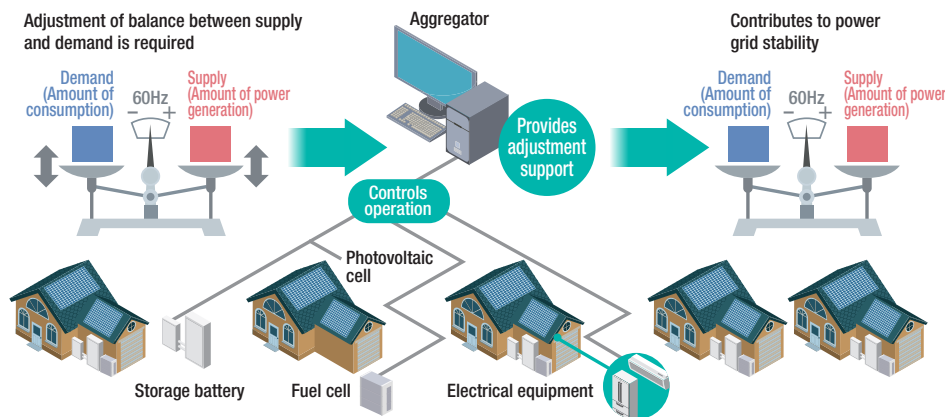 Adjustment of balance between supply
and demand is required
Demand
(Amount of
consumption)
Supply
(Amount of power
generation)
60Hz
−
+
Aggregator
Provides
adjustment
support
Controls
operation
Contributes to power
grid stability
Demand
(Amount of
consumption)
Supply
(Amount of power
generation)
60Hz
−
+
Photovoltaic
cell
Storage battery
Fuel cell
Electrical equipment